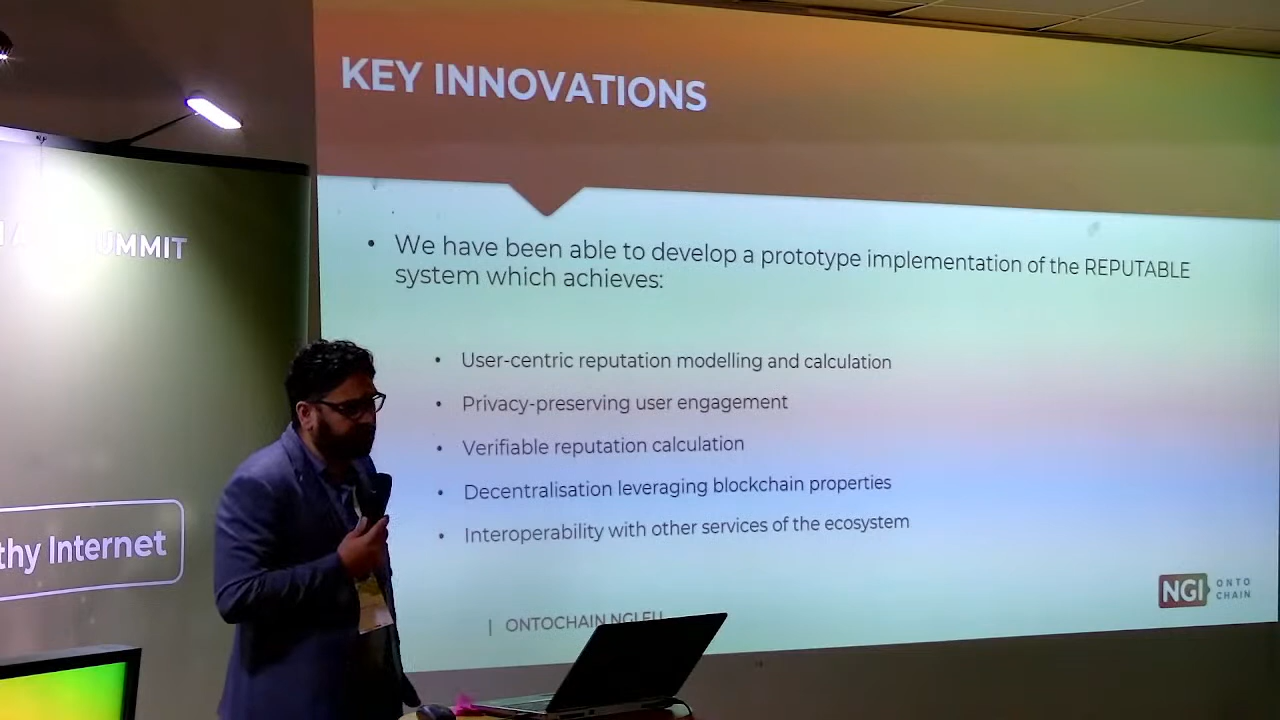 KEY INNOVATIONS
• We have been able to develop a prototype implementation of the REPUTABLE
system which achieves:
• User-centric reputation modelling and calculation
• Privacy-preserving user engagement
• Verifiable reputation calculation
• Decentralisation leveraging blockchain properties
• Interoperability with other services of the ecosystem
| ONTOCHAIN.NGI.EU
NGI ONTO
CHAIN
SUMMIT
thy Internet